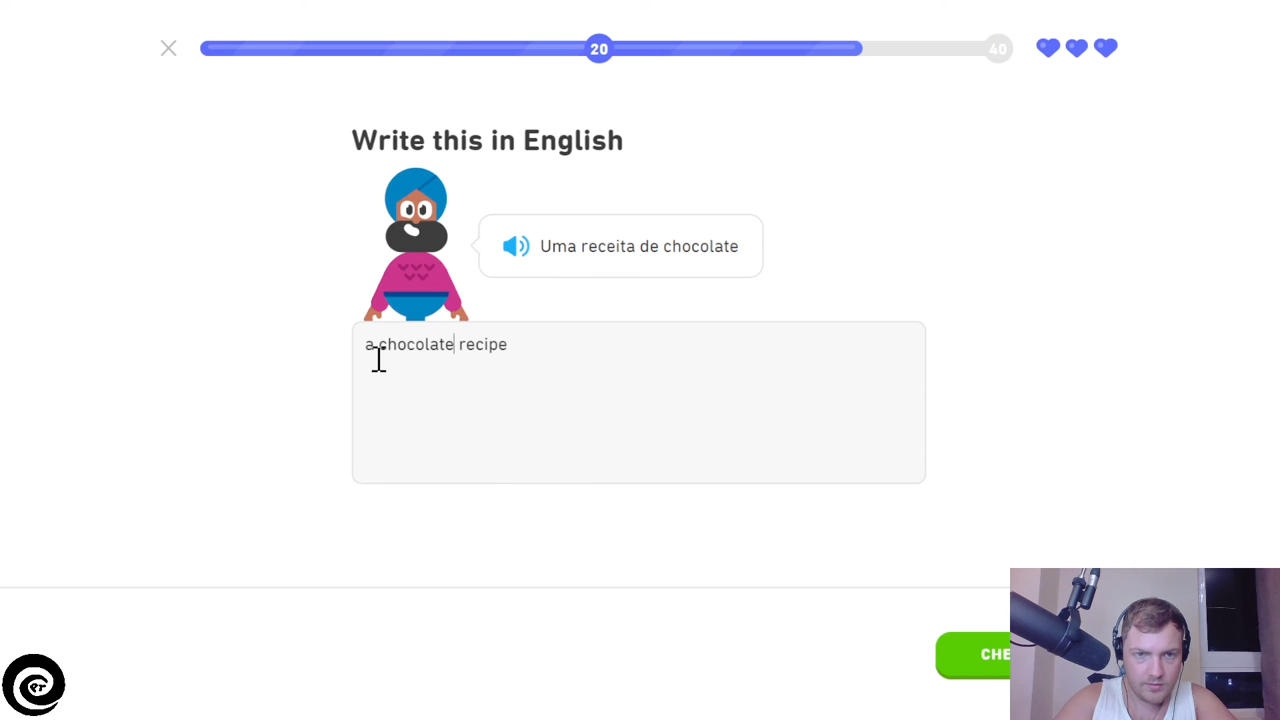 20
40
Write this in English
Uma receita de chocolate
a chocolate recipe
CHE